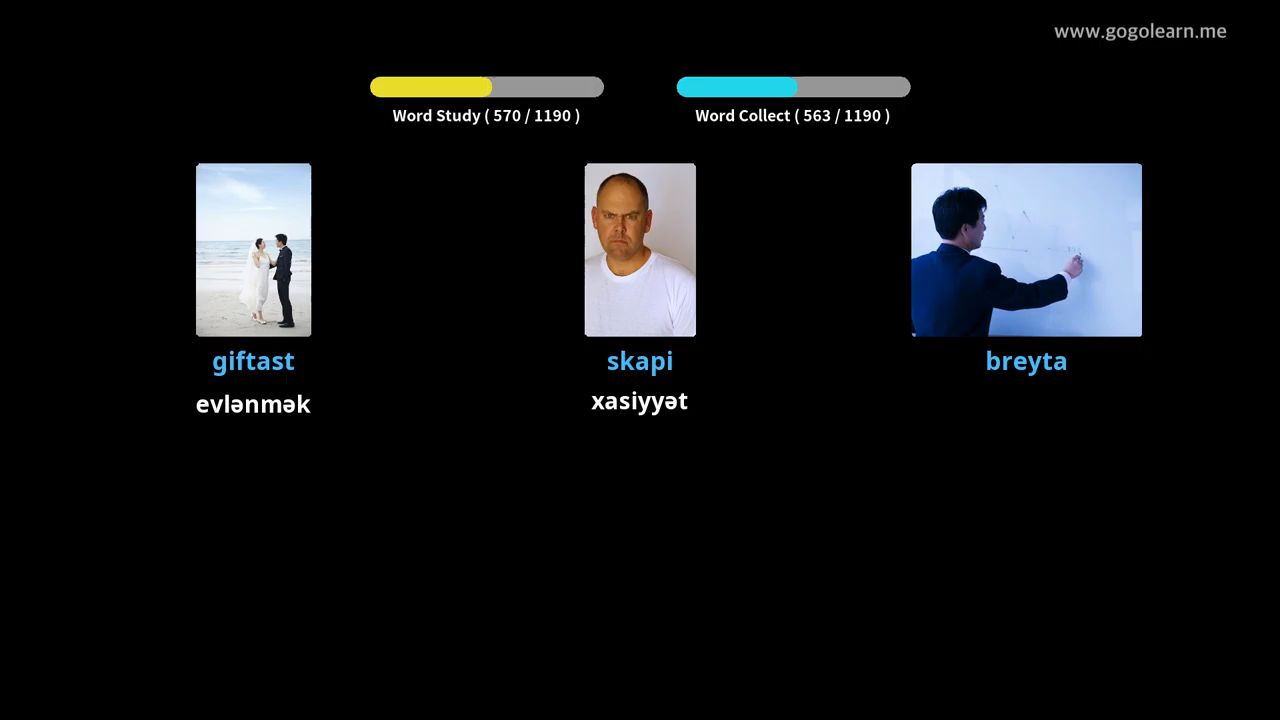 www.gogolearn.me
Word Study ( 570 / 1190 )
Word Collect ( 563 / 1190 )
giftast
skapi
breyta
evlənmək
xasiyyət